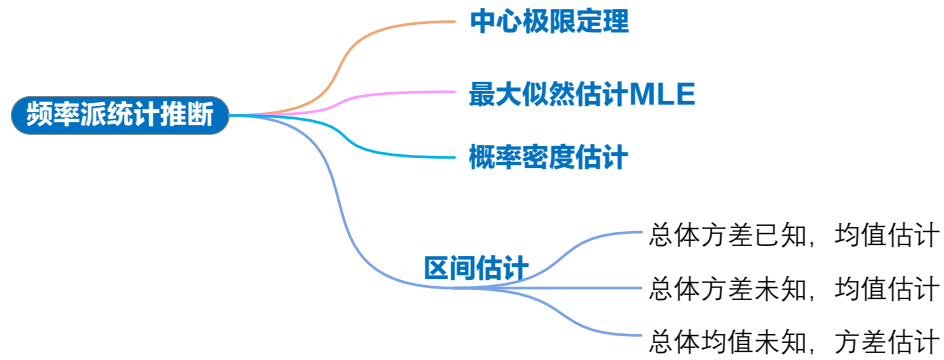 中心极限定理
最大似然估计MLE
频率派统计推断
概率密度估计
区间估计
总体方差已知，均值估计
总体方差未知，均值估计
总体均值未知，方差估计